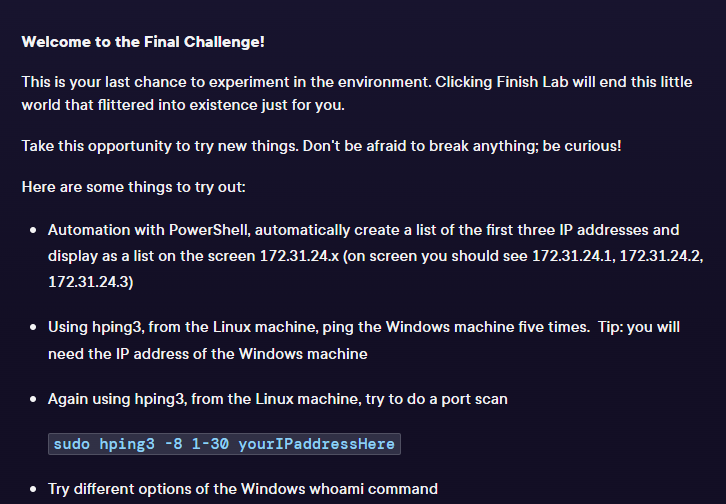 Welcome to the Final Challenge!
This is your last chance to experiment in the environment. Clicking Finish Lab will end this little
world that flittered into existence just for you.
Take this opportunity to try new things. Don't be afraid to break anything; be curious!
Here are some things to try out:
• Automation with PowerShell, automatically create a list of the first three IP addresses and
display as a list on the screen 172.31.24.x (on screen you should see 172.31.24.1, 172.31.24.2,
172.31.24.3)
• Using hping3, from the Linux machine, ping the Windows machine five times.  Tip: you will
need the IP address of the Windows machine
• Again using hping3, from the Linux machine, try to do a port scan
sudo hping3 -8 1-30 yourIPaddressHere
• Try different options of the Windows whoami command